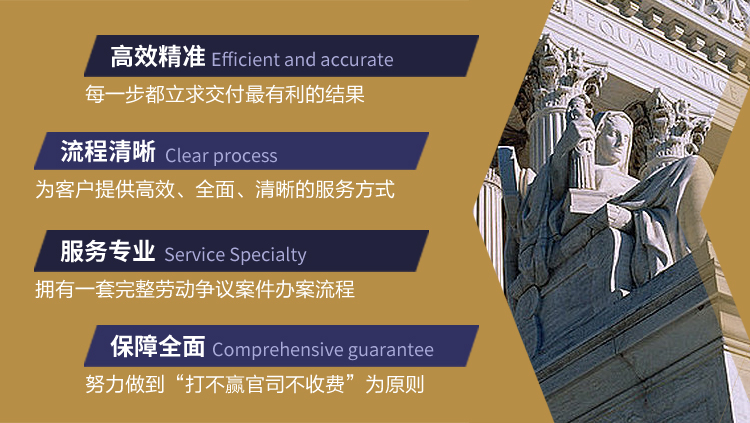 高效精准 Efficient and accurate
每一步都立求交付最有利的结果
流程清晰 Clear process
为客户提供高效、全面、清晰的服务方式
服务专业 Service Specialty
拥有一套完整劳动争议案件办案流程
保障全面 Comprehensive guarantee
努力做到“打不赢官司不收费”为原则
EQUAL JUSTICE